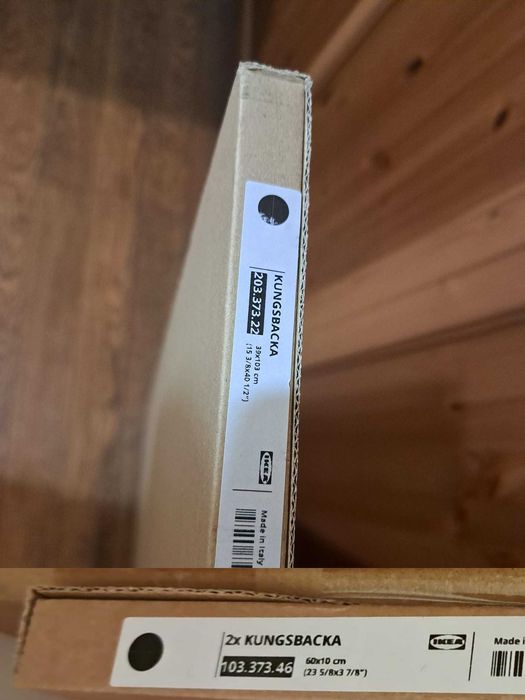 KUNGSBACKA
203.373.22
39x103 cm
(15 3/8x40 1/2")
IKEA
Made in Italy
2x KUNGSBACKA
103.373.46
60x10 cm
(23 5/8x3 7/8")
IKEA
Made i